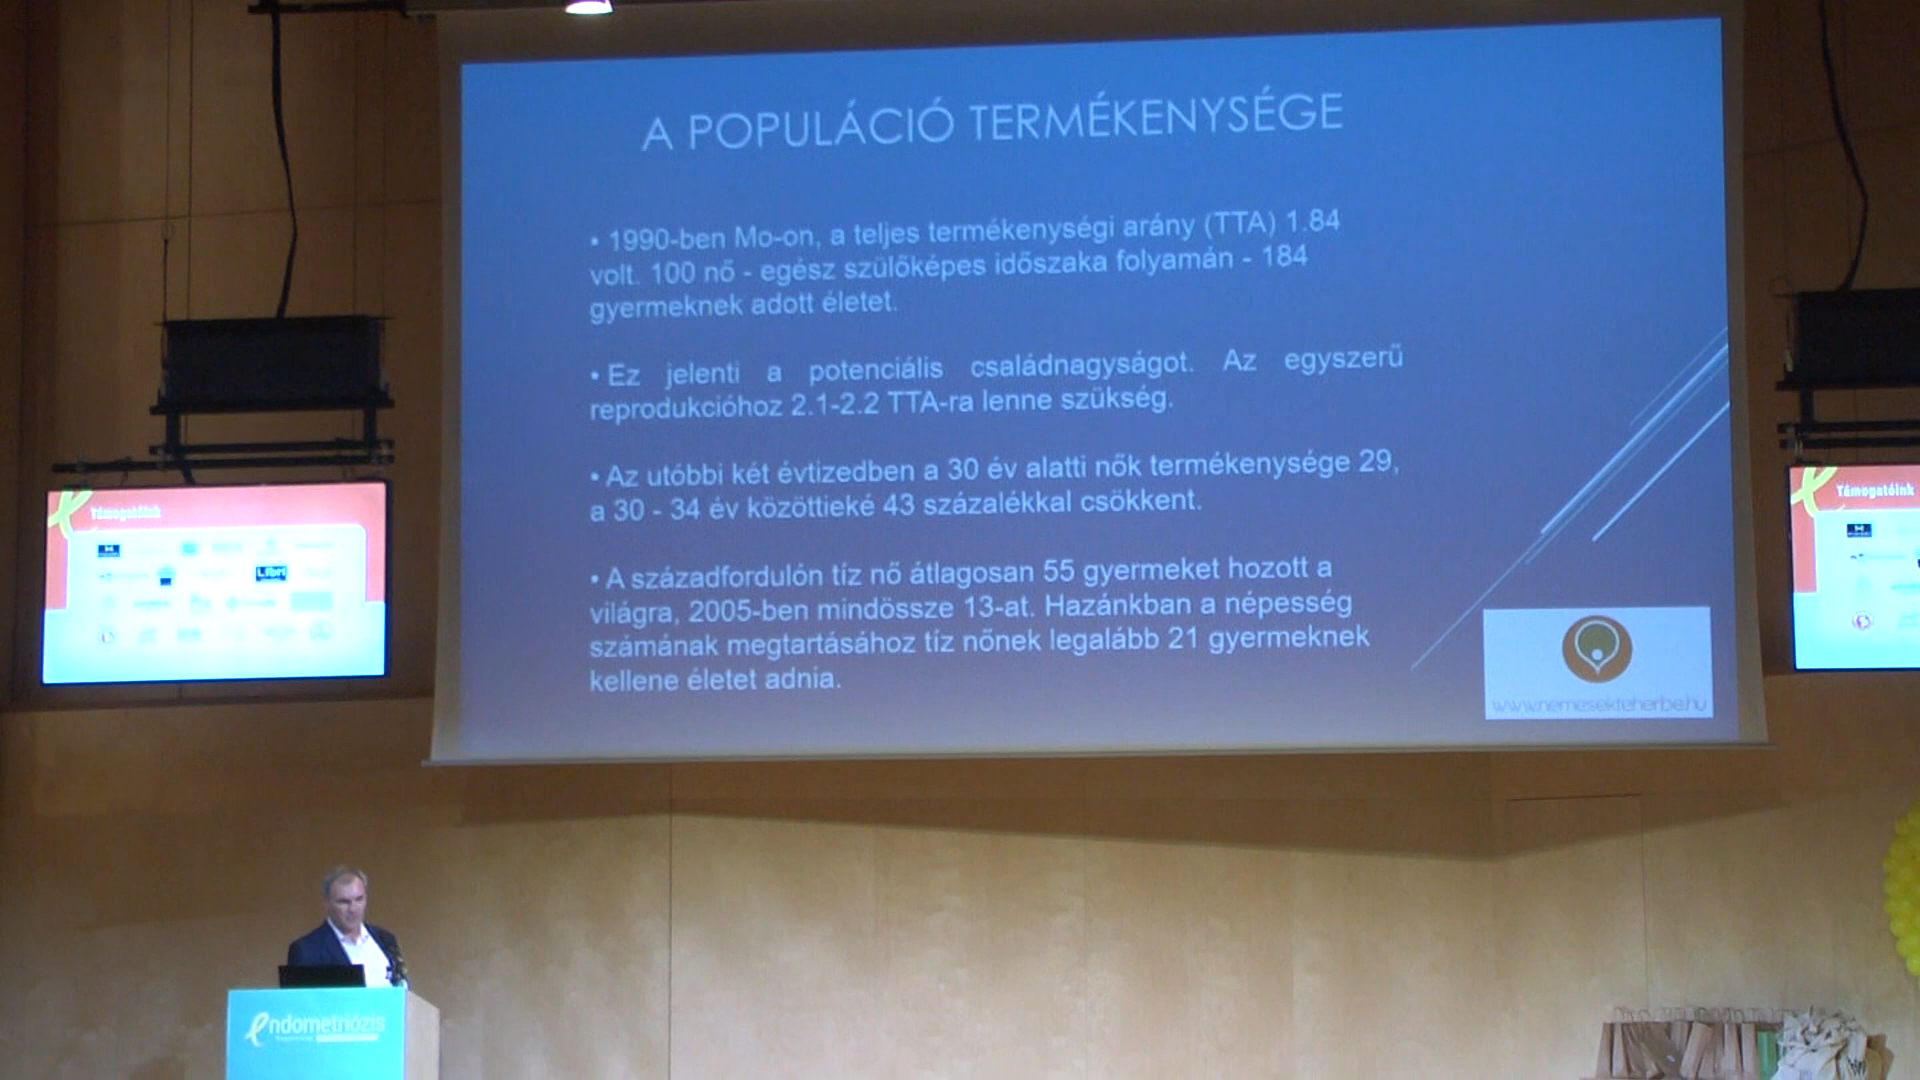 A POPULÁCIÓ TERMÉKENYSÉGE
• 1990-ben Mo-on, a teljes termékenységi arány (TTA) 1.84
volt. 100 nő - egész szülőképes időszaka folyamán - 184
gyermeknek adott életet.
• Ez jelenti a potenciális családnagyságot. Az egyszerű
reprodukcióhoz 2.1-2.2 TTA-ra lenne szükség.
• Az utóbbi két évtizedben a 30 év alatti nők termékenysége 29,
a 30 - 34 év közöttieké 43 százalékkal csökkent.
• A századfordulón tíz nő átlagosan 55 gyermeket hozott a
világra, 2005-ben mindössze 13-at. Hazánkban a népesség
számának megtartásához tíz nőnek legalább 21 gyermeknek
kellene életet adnia.
www.nemesekteherbe.hu
Támogatóink
Libri
Támogatóink
endometriózis